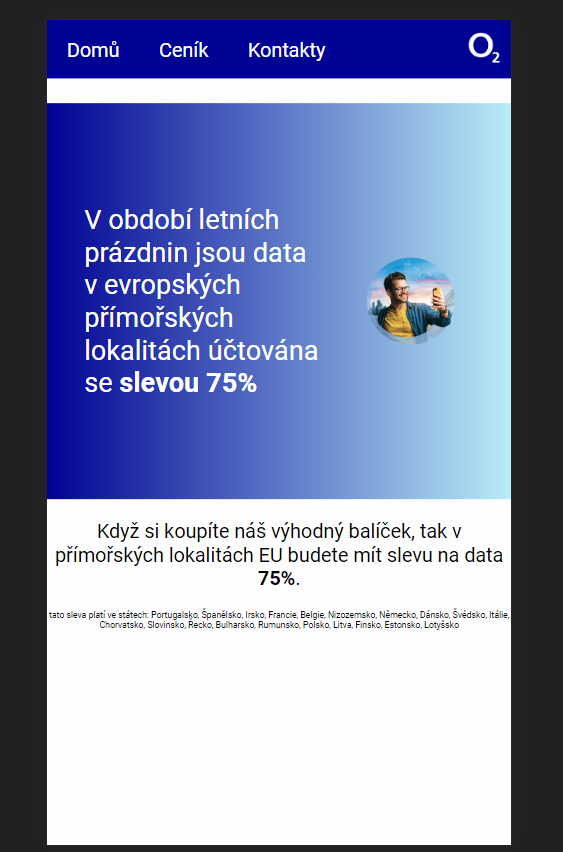 Domů Ceník Kontakty O2
V období letních
prázdnin jsou data
v evropských
přímořských
lokalitách účtována
se slevou 75%
Když si koupíte náš výhodný balíček, tak v
přímořských lokalitách EU budete mít slevu na data
75%.
tato sleva platí ve státech: Portugalsko, Španělsko, Irsko, Francie, Belgie, Nizozemsko, Německo, Dánsko, Švédsko, Itálie,
Chorvatsko, Slovinsko, Řecko, Bulharsko, Rumunsko, Polsko, Litva, Finsko, Estonsko, Lotyšsko